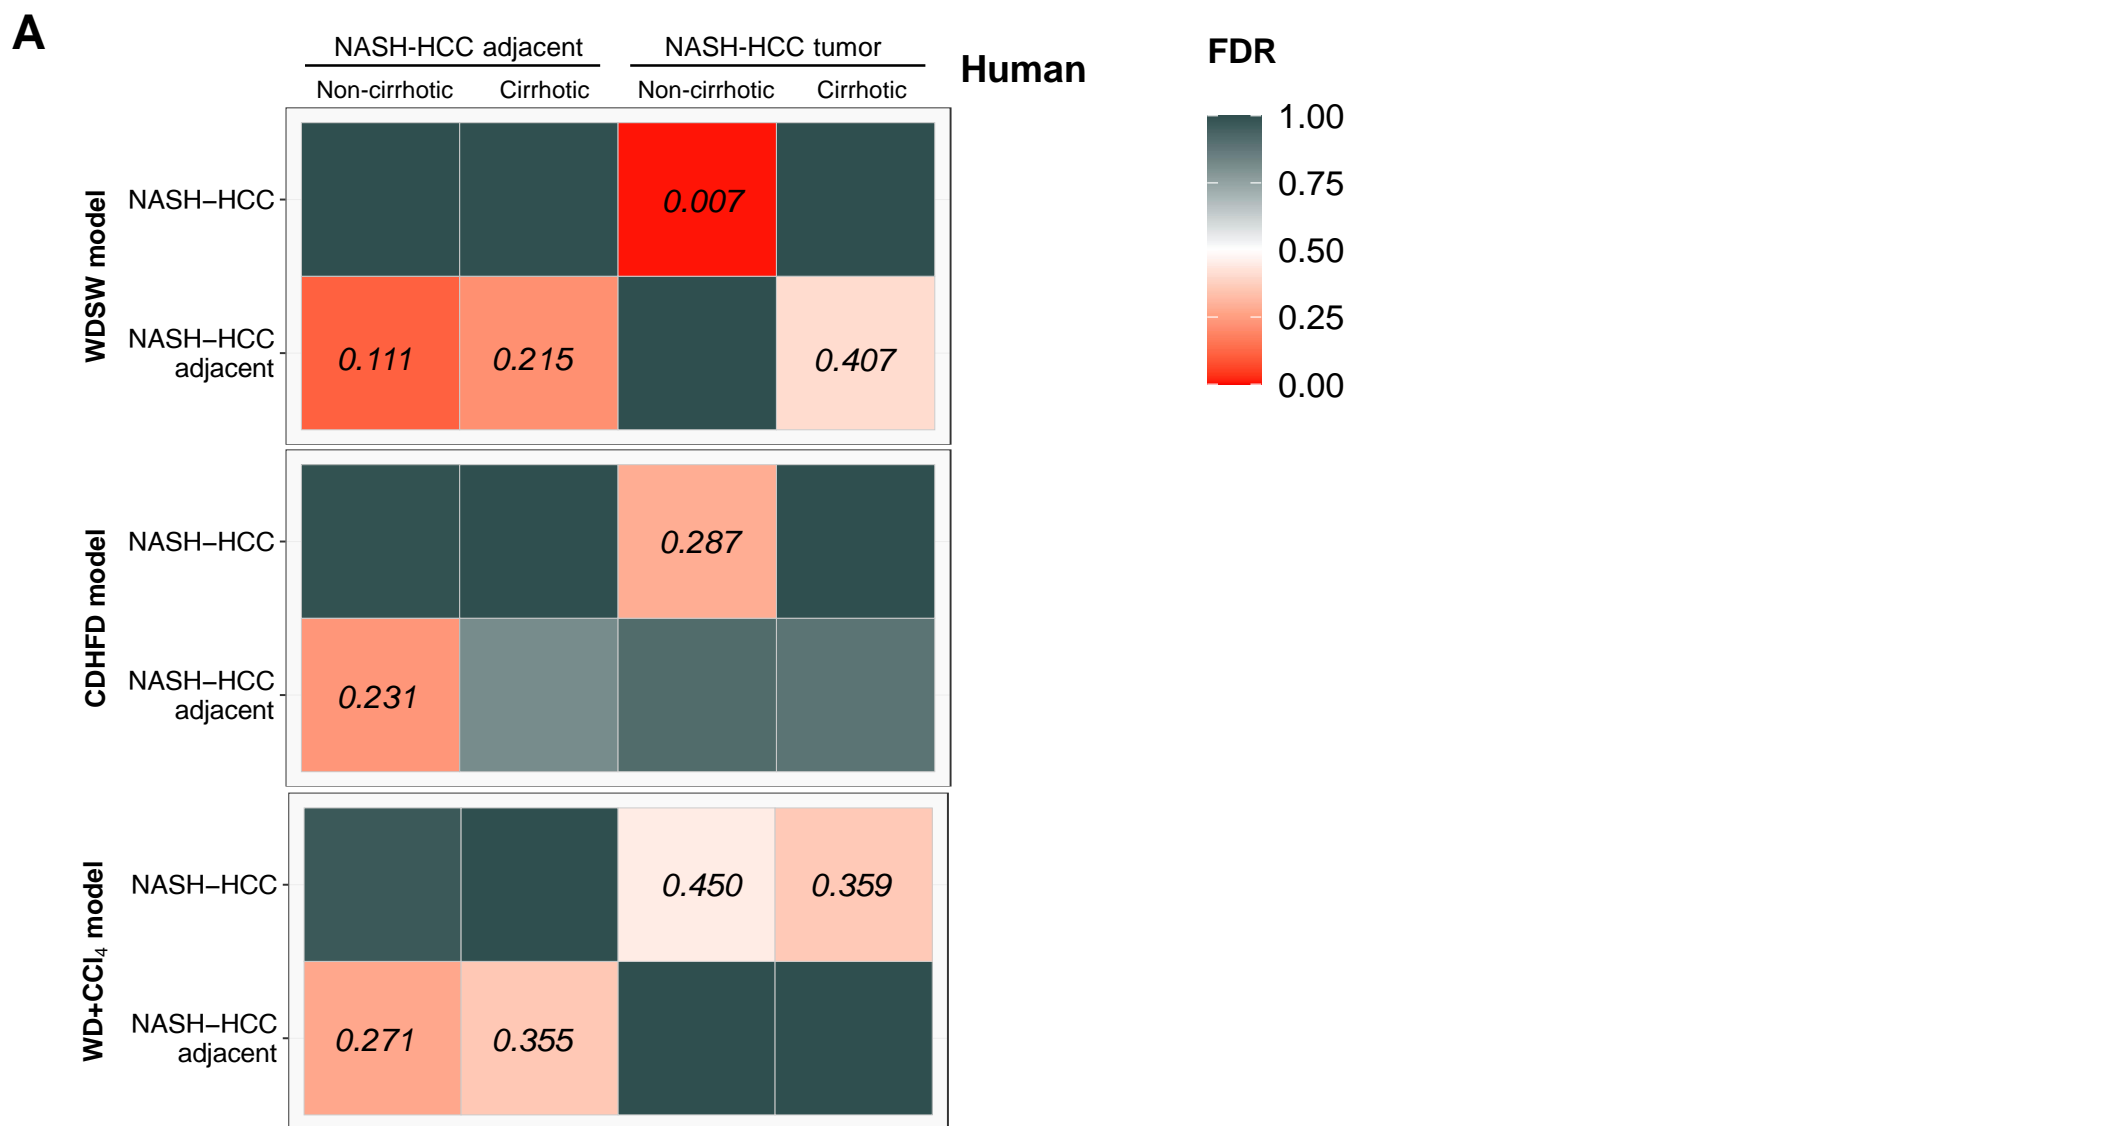 A
NASH-HCC adjacent NASH-HCC tumor
Human
Non-cirrhotic Cirrhotic Non-cirrhotic Cirrhotic
FDR
1.00
0.75
0.50
0.25
0.00
WDSW model
NASH–HCC
0.007
NASH–HCC
adjacent
0.111 0.215 0.407
CDHFD model
NASH–HCC
0.287
NASH–HCC
adjacent
0.231
WD+CCl₄ model
NASH–HCC
0.450 0.359
NASH–HCC
adjacent
0.271 0.355